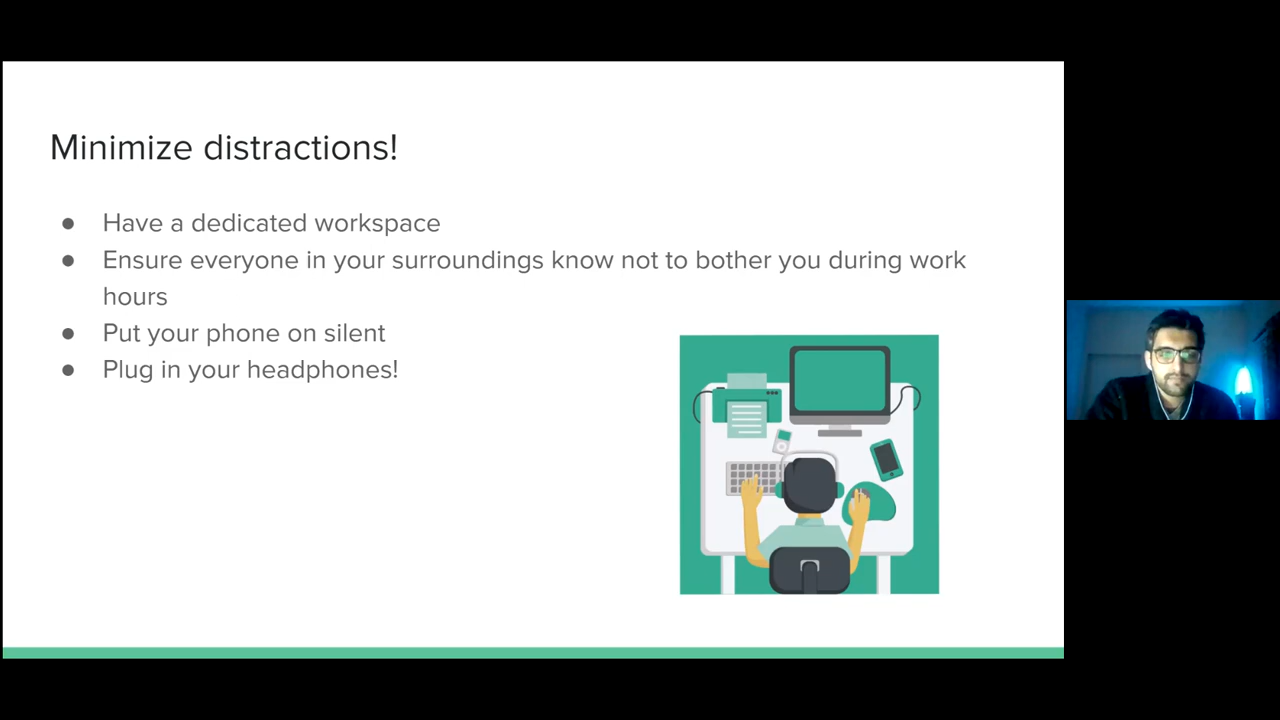 Minimize distractions!
● Have a dedicated workspace
● Ensure everyone in your surroundings know not to bother you during work
hours
● Put your phone on silent
● Plug in your headphones!